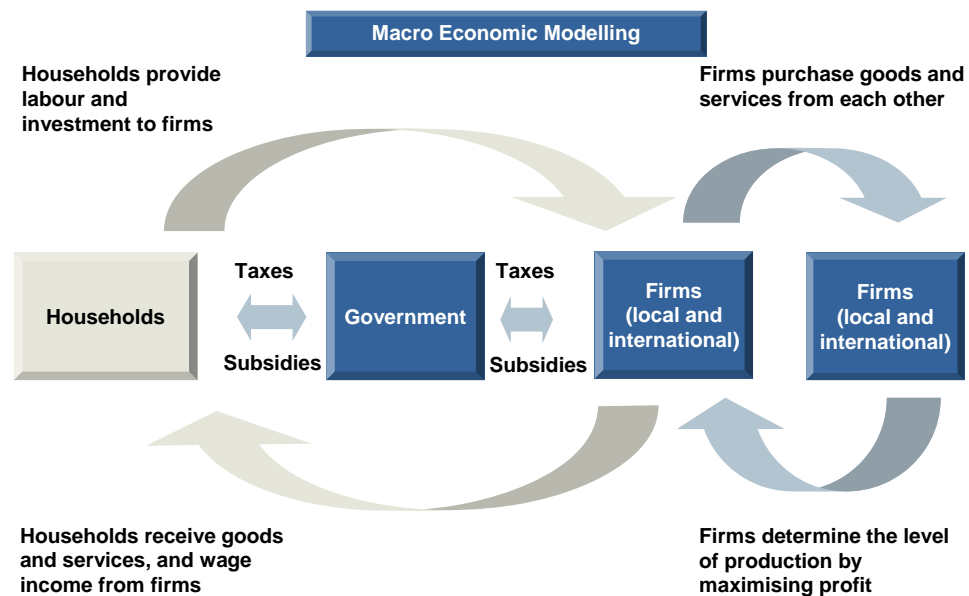 Macro Economic Modelling
Households provide
labour and
investment to firms
Firms purchase goods and
services from each other
Households
Taxes
Subsidies
Government
Taxes
Subsidies
Firms
(local and
international)
Firms
(local and
international)
Households receive goods
and services, and wage
income from firms
Firms determine the level
of production by
maximising profit